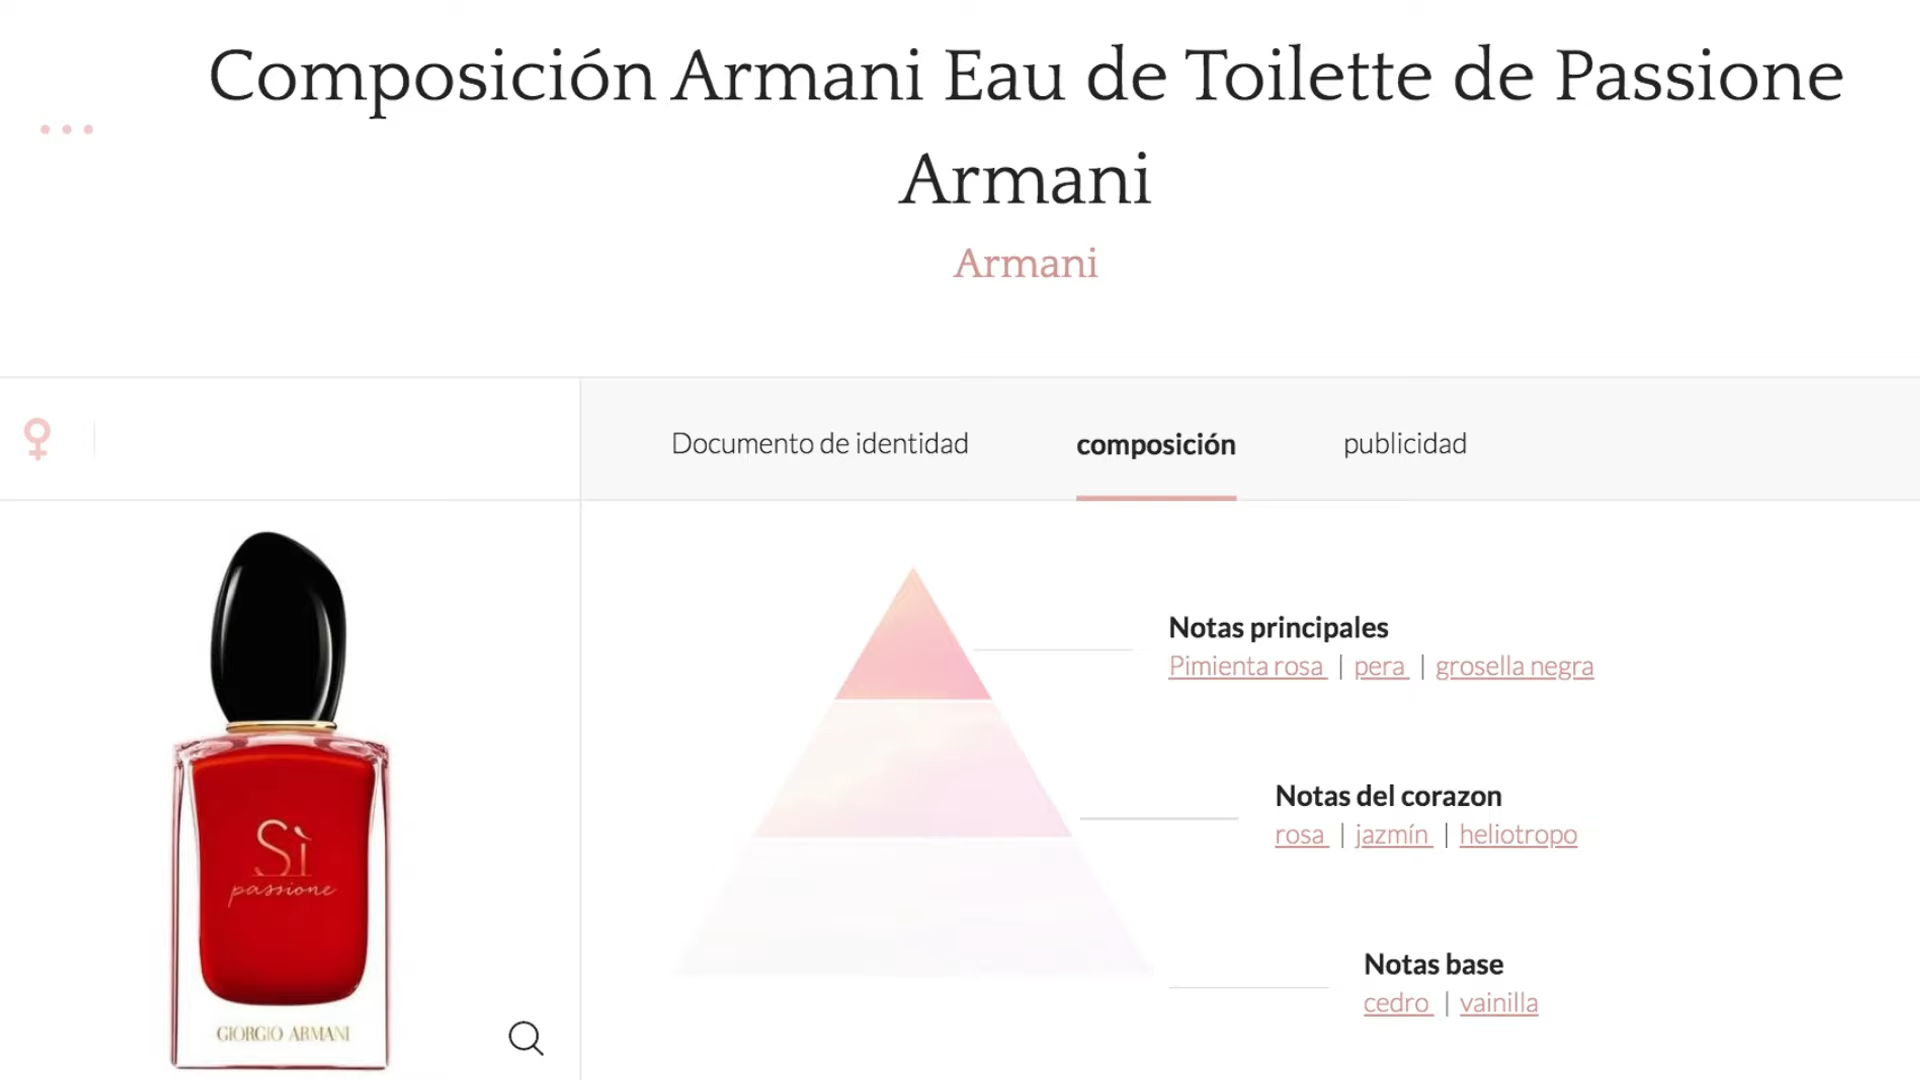 Composición Armani Eau de Toilette de Passione
Armani
Armani
Documento de identidad
composición
publicidad
Sì
passione
GIORGIO ARMANI
Notas principales
Pimienta rosa | pera | grosella negra
Notas del corazon
rosa | jazmín | heliotropo
Notas base
cedro | vainilla